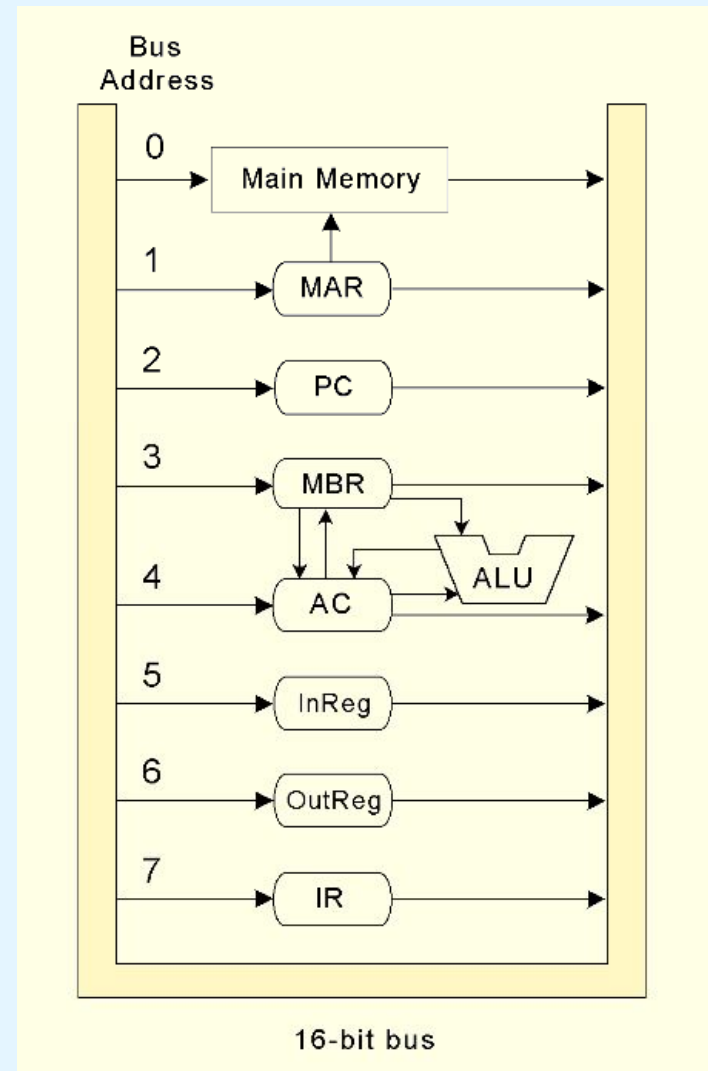 Bus
Address
0
Main Memory
1
MAR
2
PC
3
MBR
ALU
4
AC
5
InReg
6
OutReg
7
IR
16-bit bus